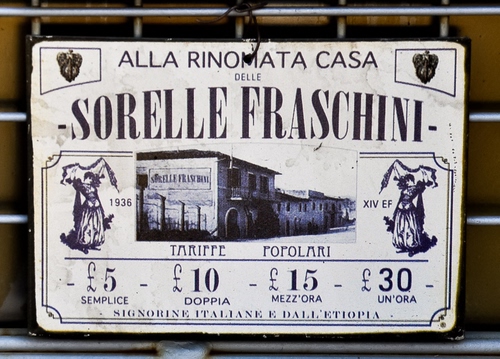 ALLA RINOMATA CASA
DELLE
-SORELLE FRASCHINI-
SORELLE FRASCHINI
1936
XIV EF
TARIFFE POPOLARI
- £5 - £10 - £15 - £30 -
SEMPLICE DOPPIA MEZZ'ORA UN'ORA
· SIGNORINE ITALIANE E DALL'ETIOPIA ·